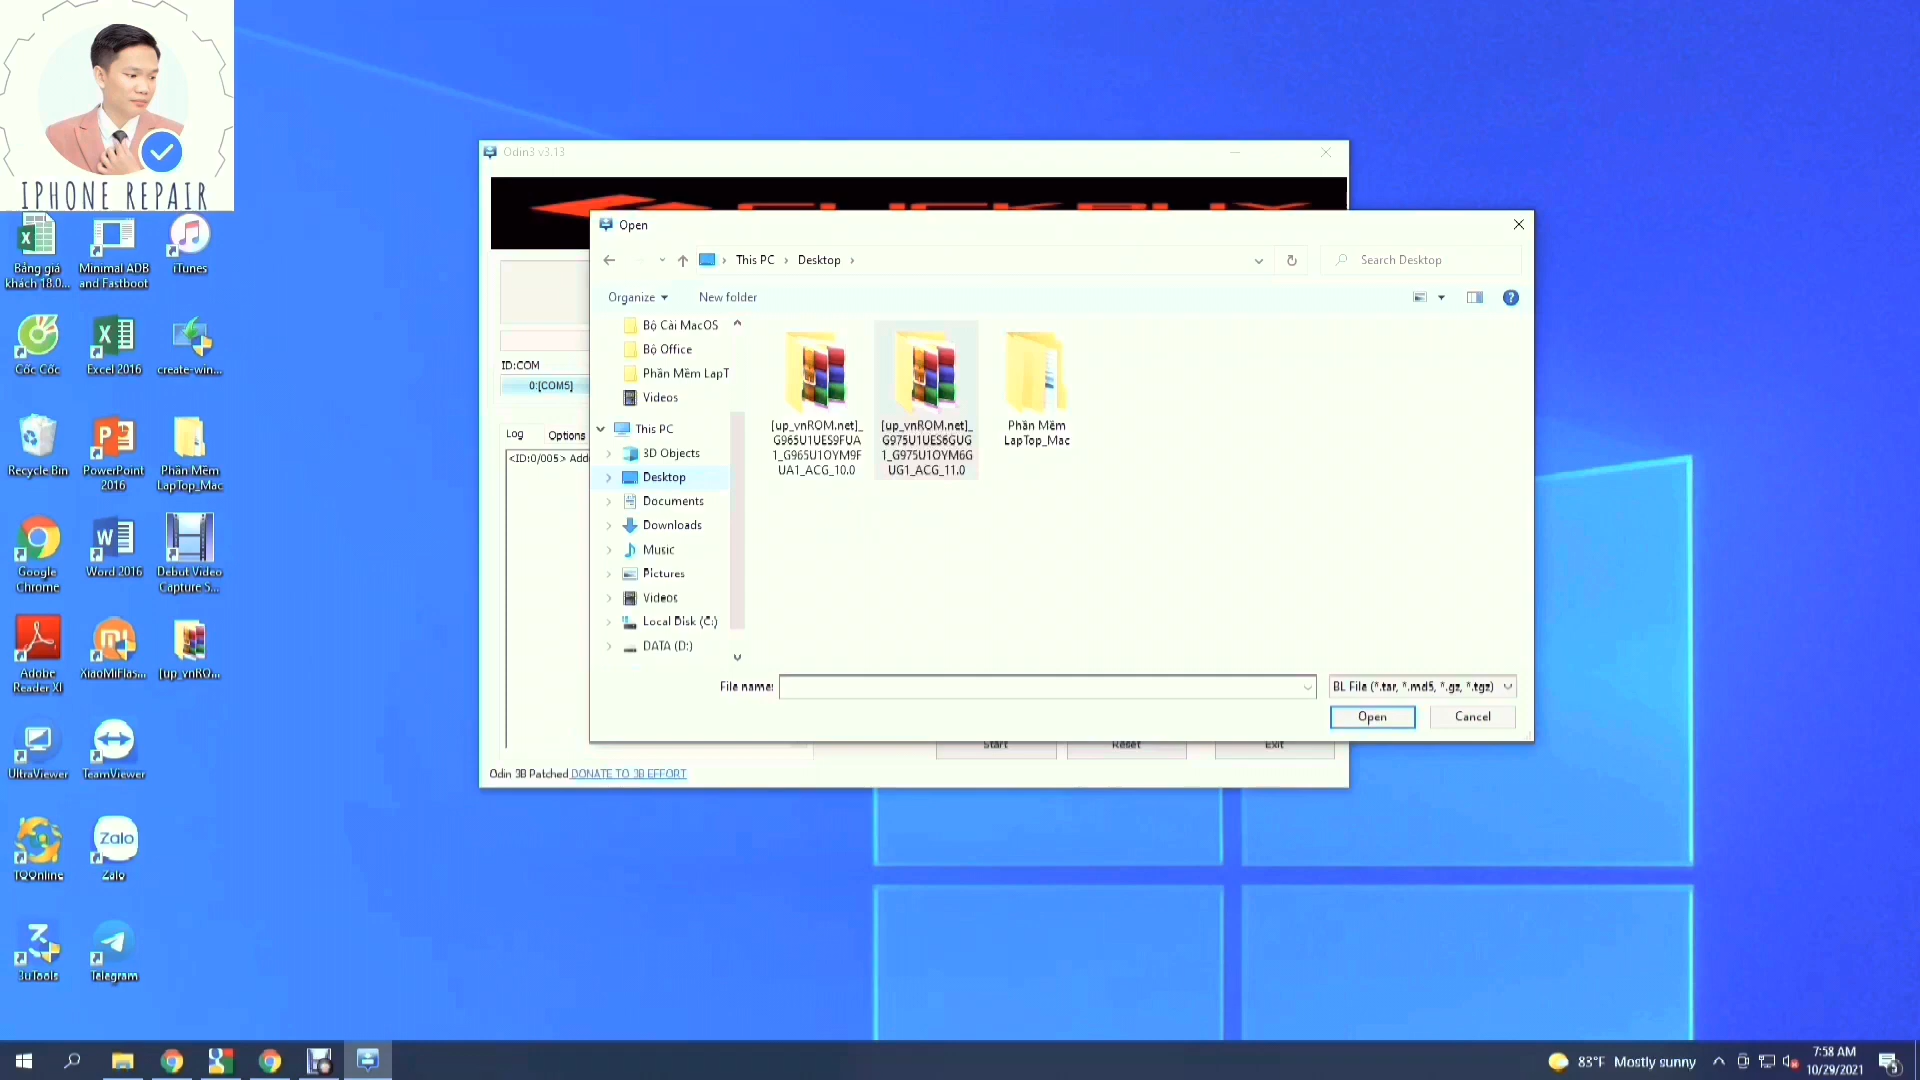 IPHONE REPAIR
Bảng giá
khách 18.0...
Minimal ADB
and Fastboot
iTunes
Cốc Cốc
Excel 2016
create-win...
Recycle Bin
PowerPoint
2016
Phần Mềm
LapTop_Mac
Google
Chrome
Word 2016
Debut Video
Capture S...
Adobe
Reader XI
XiaoMiFlas...
[up_vnRO...
UltraViewer
TeamViewer
TQOnline
Zalo
Zalo
3uTools
Telegram
Odin3 v3.13
ID:COM
0:[COM5]
Log
Options
<ID:0/005> Add
Start
Reset
Exit
Odin 3B Patched DONATE TO 3B EFFORT
Open
This PC
Desktop
Search Desktop
Organize
New folder
Bộ Cài MacOS
Bộ Office
Phần Mềm LapT
Videos
This PC
3D Objects
Desktop
Documents
Downloads
Music
Pictures
Videos
Local Disk (C:)
DATA (D:)
[up_vnROM.net]_
G965U1UES9FUA
1_G965U1OYM9F
UA1_ACG_10.0
[up_vnROM.net]_
G975U1UES6GUG
1_G975U1OYM6G
UG1_ACG_11.0
Phần Mềm
LapTop_Mac
File name:
BL File (*.tar, *.md5, *.gz, *.tgz)
Open
Cancel
83°F Mostly sunny
7:58 AM
10/29/2021